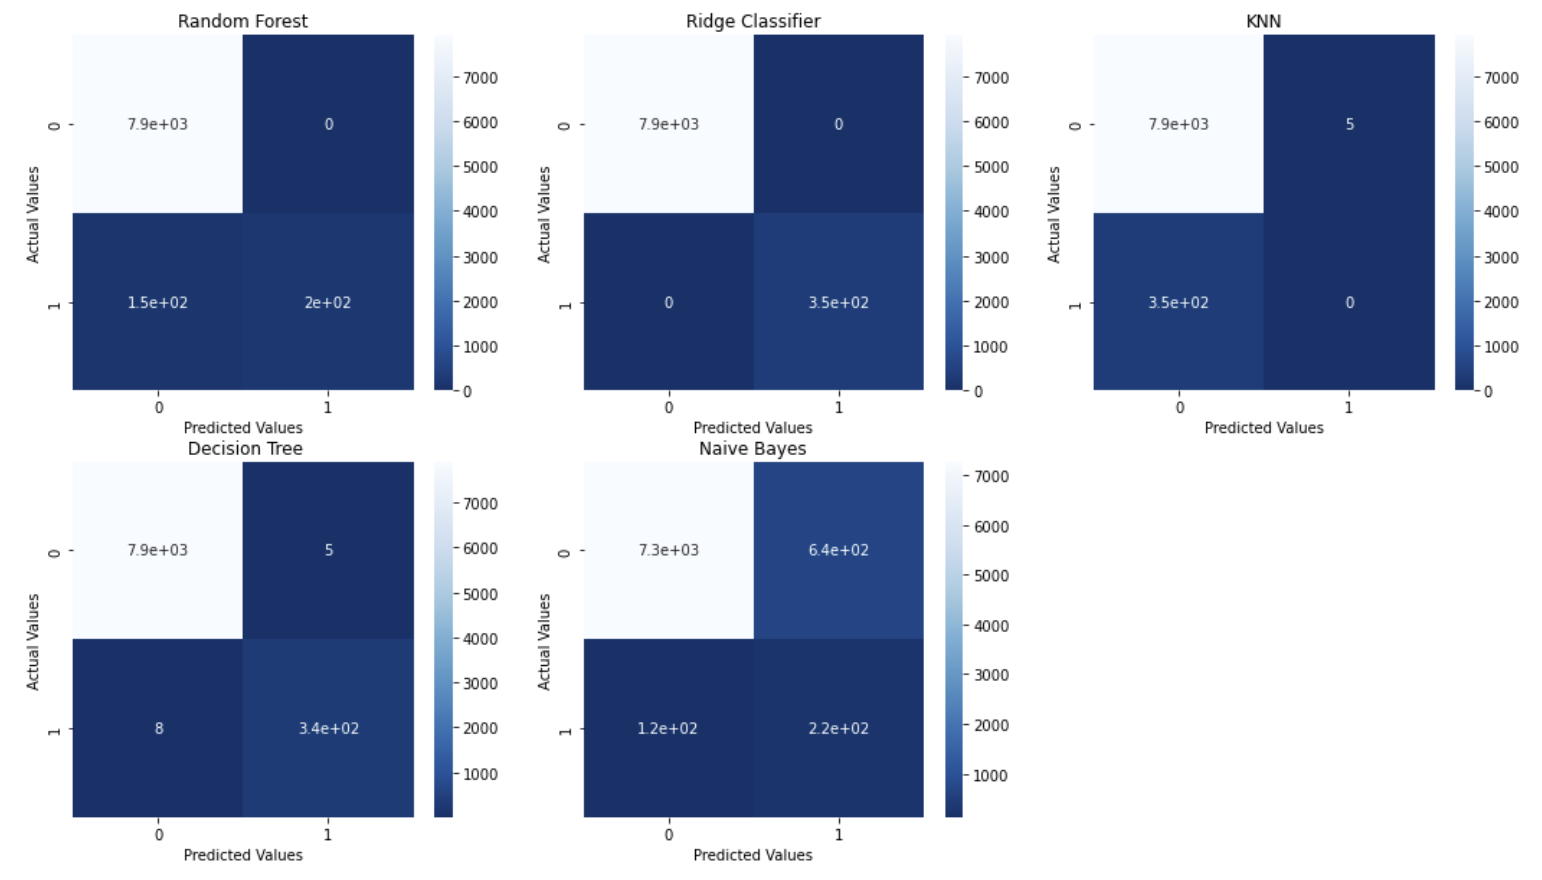 Random Forest
7000
6000
5000
4000
3000
2000
1000
0
Actual Values
0
1
7.9e+03 0
1.5e+02 2e+02
0 1
Predicted Values
Ridge Classifier
7000
6000
5000
4000
3000
2000
1000
0
Actual Values
0
1
7.9e+03 0
0 3.5e+02
0 1
Predicted Values
KNN
7000
6000
5000
4000
3000
2000
1000
0
Actual Values
0
1
7.9e+03 5
3.5e+02 0
0 1
Predicted Values
Decision Tree
7000
6000
5000
4000
3000
2000
1000
Actual Values
0
1
7.9e+03 5
8 3.4e+02
0 1
Predicted Values
Naive Bayes
7000
6000
5000
4000
3000
2000
1000
Actual Values
0
1
7.3e+03 6.4e+02
1.2e+02 2.2e+02
0 1
Predicted Values